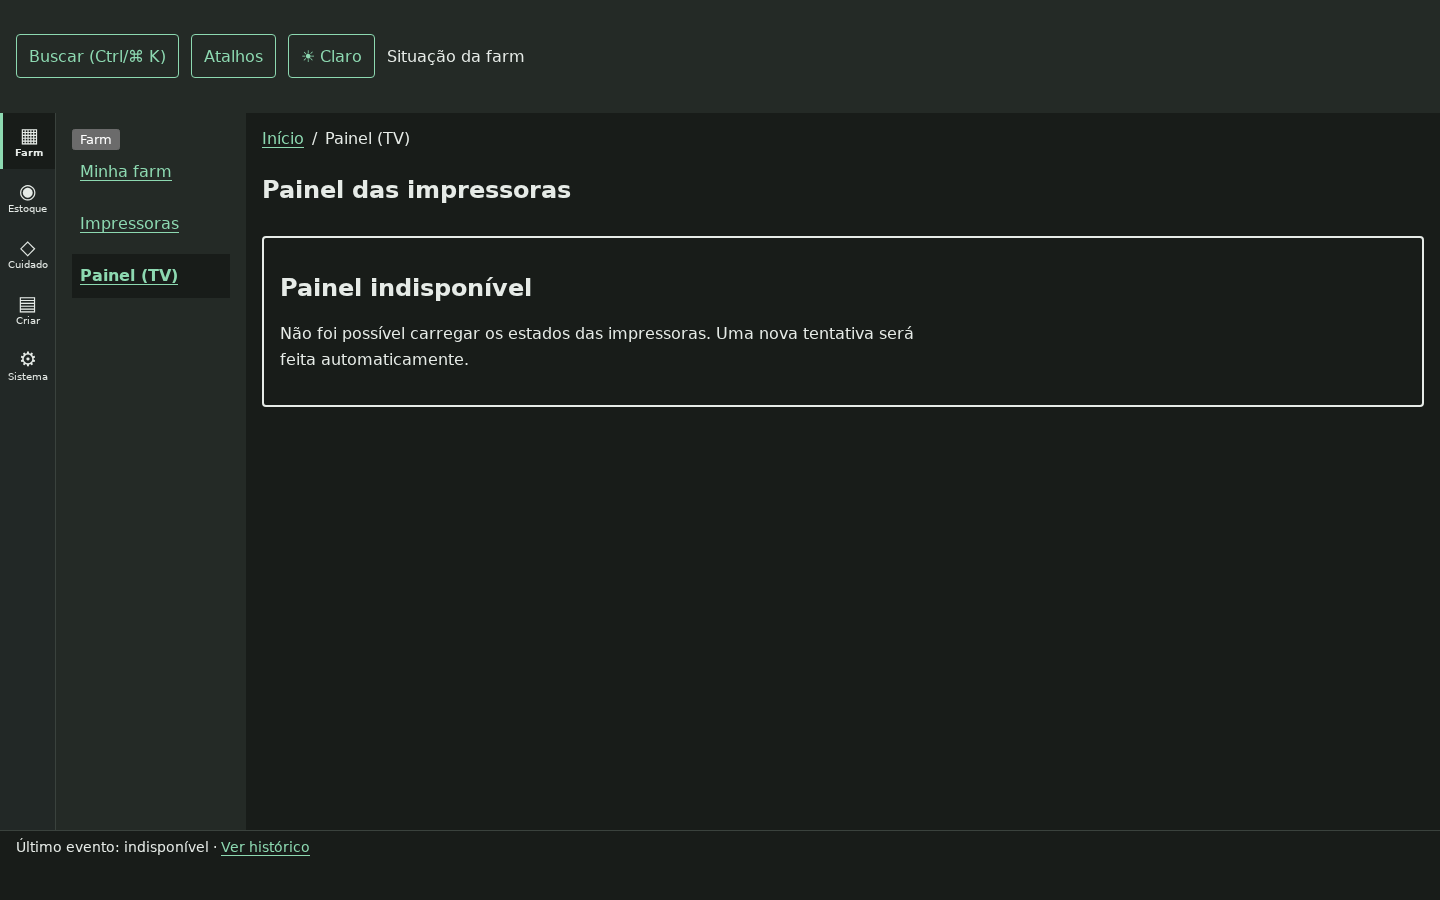 Buscar (Ctrl/⌘ K)
Atalhos
☀ Claro
Situação da farm
Farm
Estoque
Cuidado
Criar
Sistema
Farm
Minha farm
Impressoras
Painel (TV)
Início / Painel (TV)
Painel das impressoras
Painel indisponível
Não foi possível carregar os estados das impressoras. Uma nova tentativa será
feita automaticamente.
Último evento: indisponível · Ver histórico